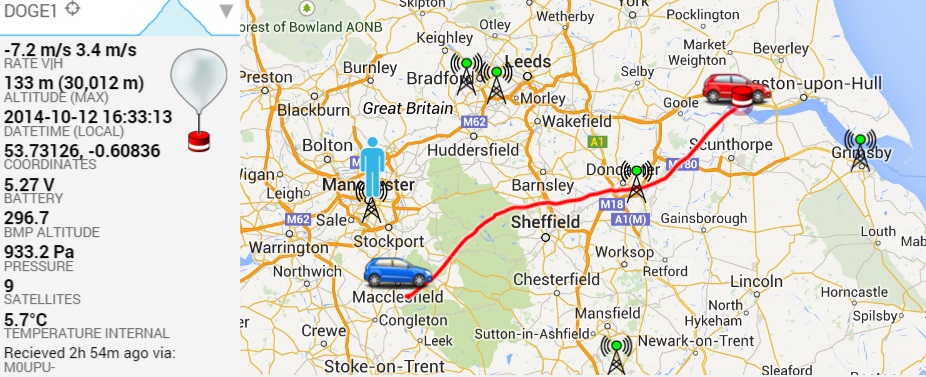 DOGE1
-7.2 m/s 3.4 m/s
RATE V|H
133 m (30,012 m)
ALTITUDE (MAX)
2014-10-12 16:33:13
DATETIME (LOCAL)
53.73126, -0.60836
COORDINATES
5.27 V
BATTERY
296.7
BMP ALTITUDE
933.2 Pa
PRESSURE
9
SATELLITES
5.7°C
TEMPERATURE INTERNAL
Recieved 2h 54m ago via:
M0UPU-
Skipton
York
orest of Bowland AONB
Otley
Wetherby
Pocklington
Keighley
Market
Weighton
Beverley
Preston
Burnley
Bradford
Leeds
Selby
gston-upon-Hull
Blackburn
Great Britain
Morley
Goole
M62
Wakefield
A1
Bolton
Huddersfield
Scunthorpe
Grimsby
M
Wigan
Leigh
Manchester
Barnsley
Doncaster
M180
M62
Sale
M18
A1(M)
Gainsborough
Stockport
Sheffield
Louth
Mab
Warrington
Worksop
Retford
Northwich
Chesterfield
Lincoln
Macclesfield
Horncastle
Congleton
Mansfield
North
Hykeham
Spilsby
Crewe
Leek
Sutton-in-Ashfield
Newark-on-Trent
Stoke-on-Trent
Sleaford
Bo